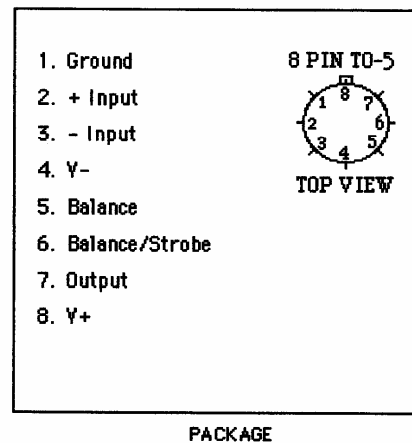 1. Ground
2. + Input
3. - Input
4. V-
5. Balance
6. Balance/Strobe
7. Output
8. V+
8 PIN TO-5
8
1 7
2 6
3 5
4
TOP VIEW
PACKAGE